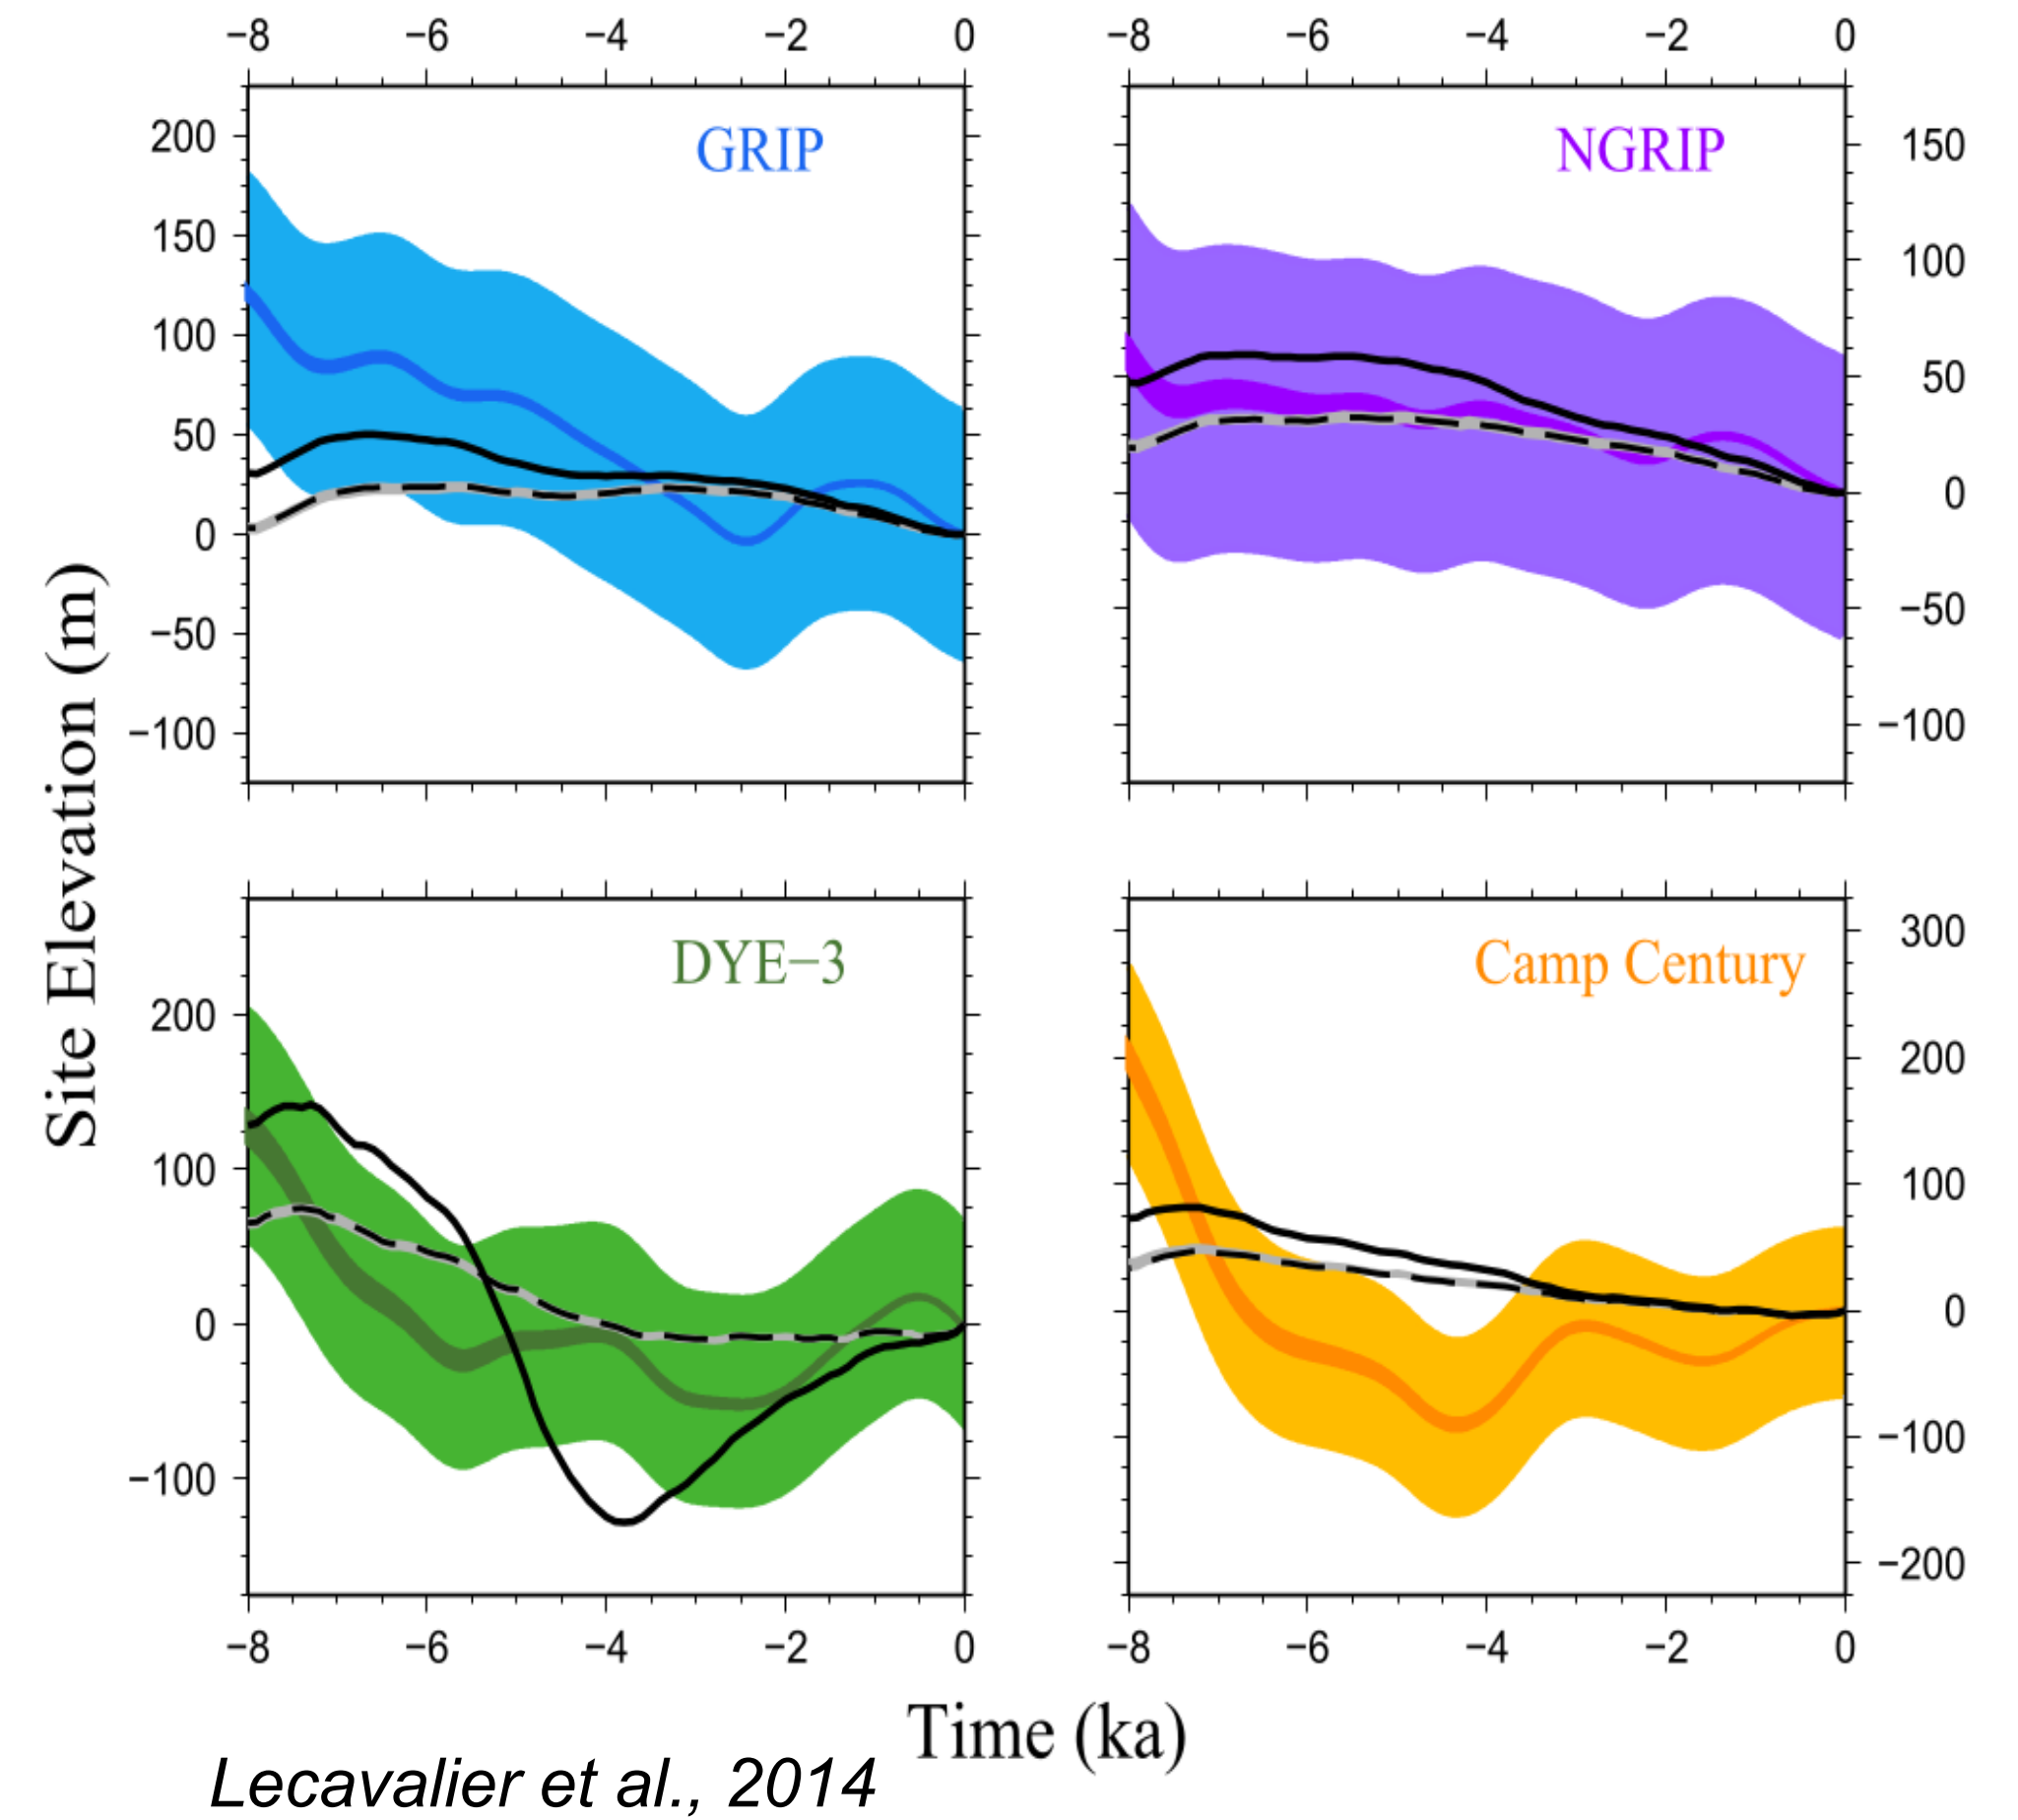 −8 −6 −4 −2 0
−8 −6 −4 −2 0
GRIP
200
150
100
50
0
−50
−100
NGRIP
150
100
50
0
−50
−100
Site Elevation (m)
DYE−3
200
100
0
−100
Camp Century
300
200
100
0
−100
−200
−8 −6 −4 −2 0
−8 −6 −4 −2 0
Time (ka)
Lecavalier et al., 2014